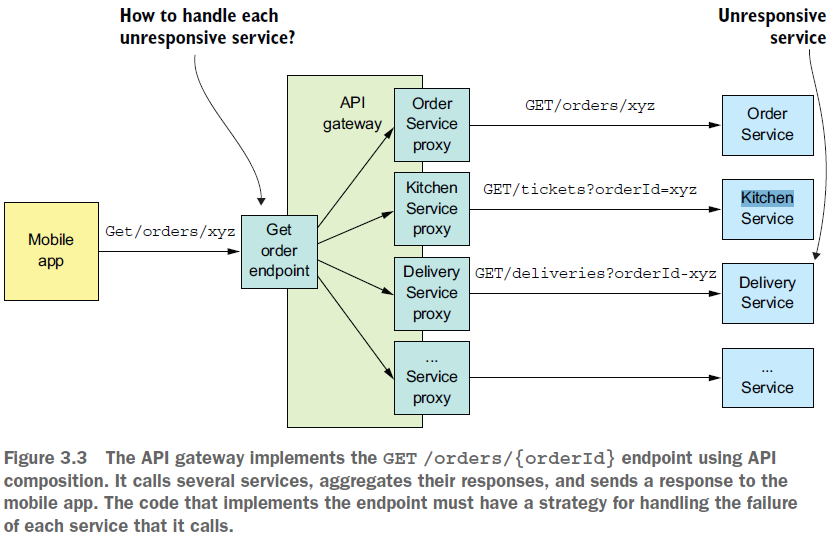 How to handle each
unresponsive service?
Unresponsive
service
API
gateway
Order
Service
proxy
GET/orders/xyz
Order
Service
Kitchen
Service
proxy
GET/tickets?orderId=xyz
Kitchen
Service
Mobile
app
Get/orders/xyz
Get
order
endpoint
Delivery
Service
proxy
GET/deliveries?orderId-xyz
Delivery
Service
...
Service
proxy
...
Service
Figure 3.3 The API gateway implements the GET /orders/{orderId} endpoint using API
composition. It calls several services, aggregates their responses, and sends a response to the
mobile app. The code that implements the endpoint must have a strategy for handling the failure
of each service that it calls.